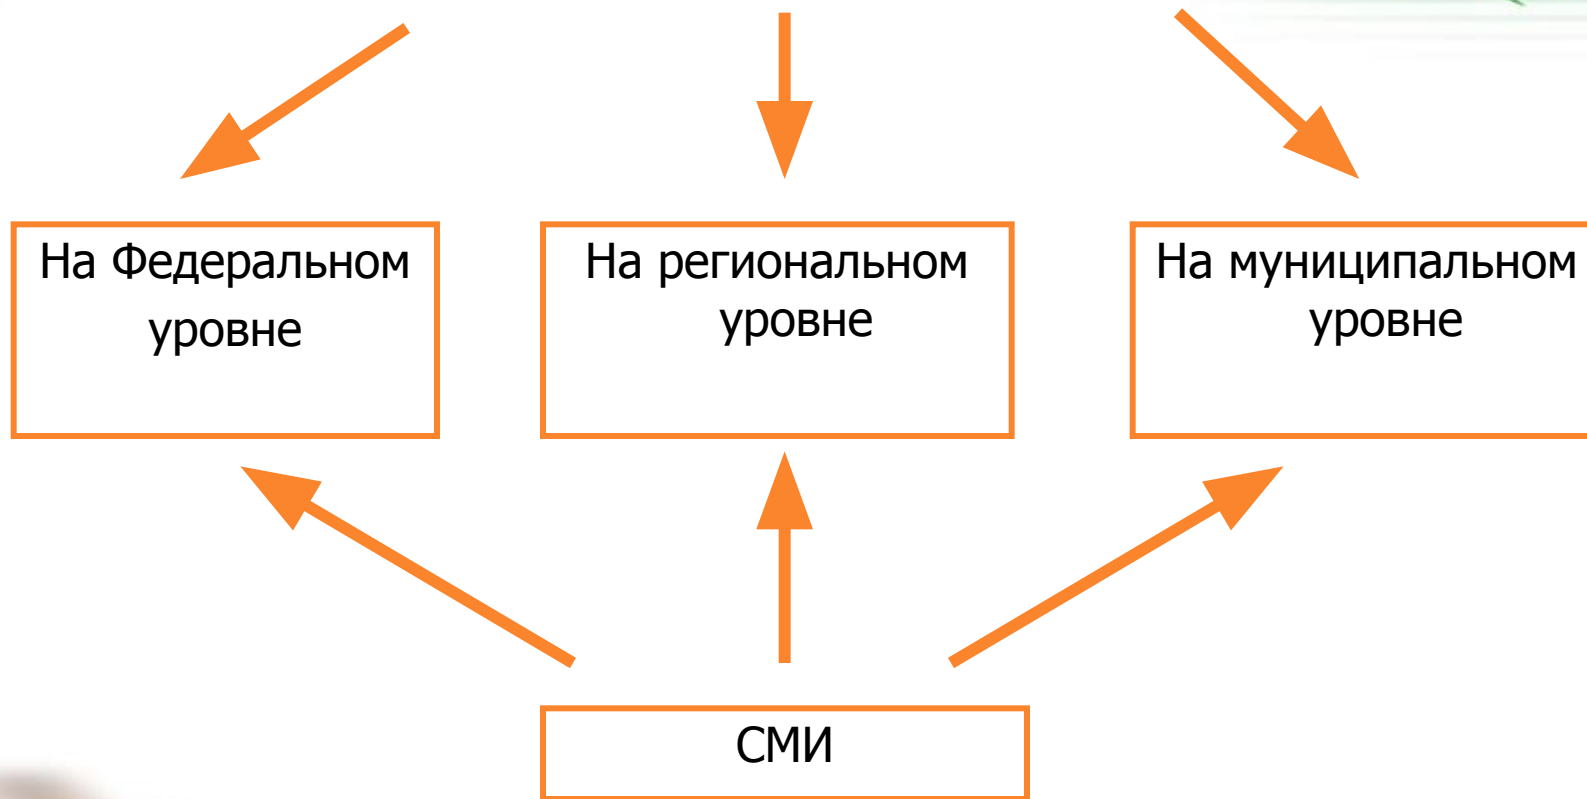 На Федеральном
уровне
На региональном
уровне
На муниципальном
уровне
СМИ